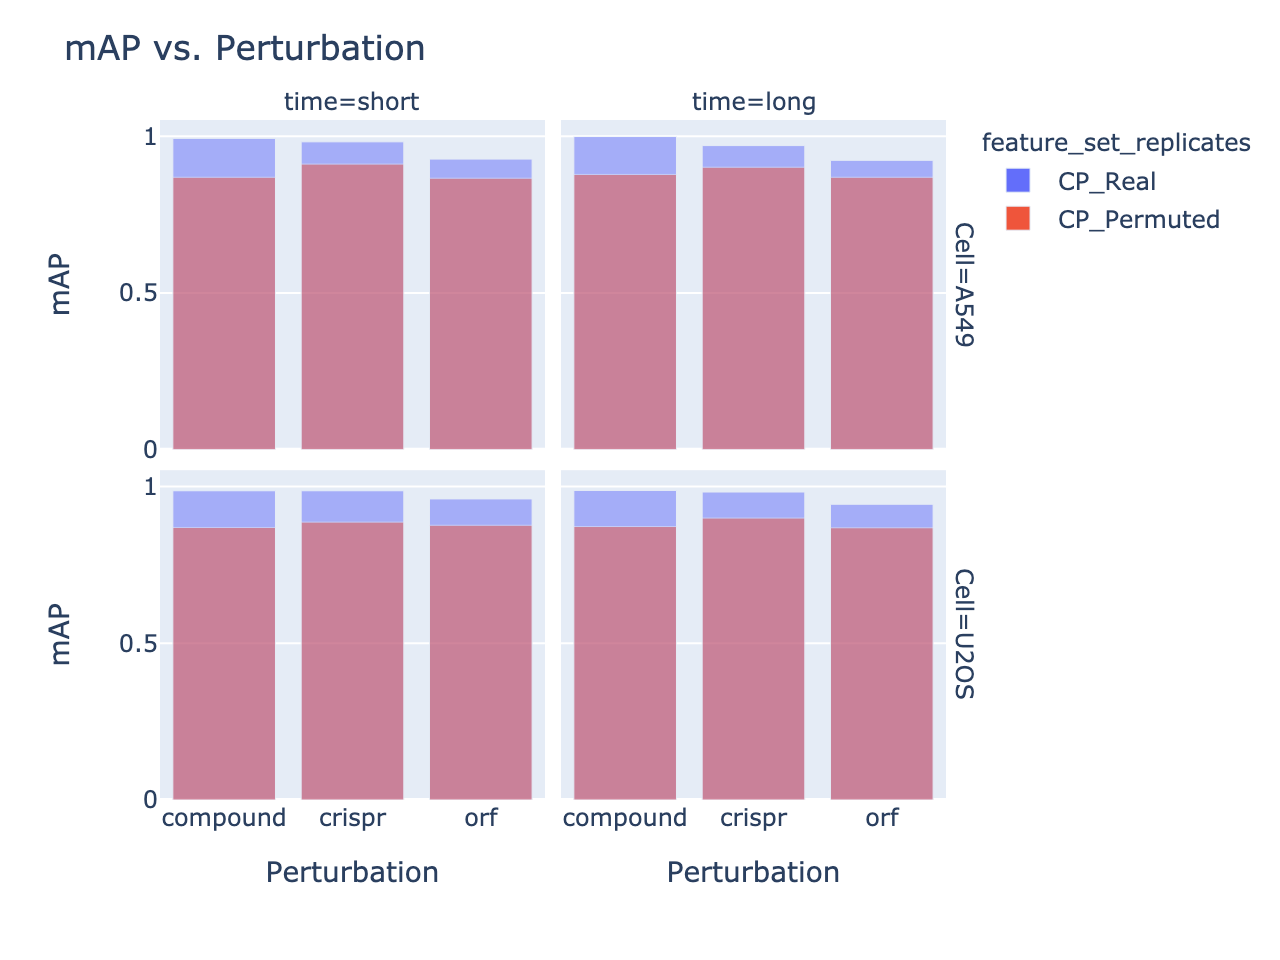 mAP vs. Perturbation
time=short
time=long
feature_set_replicates
CP_Real
CP_Permuted
1
0.5
0
mAP
Cell=A549
1
0.5
0
mAP
Cell=U2OS
compound crispr orf
compound crispr orf
Perturbation
Perturbation